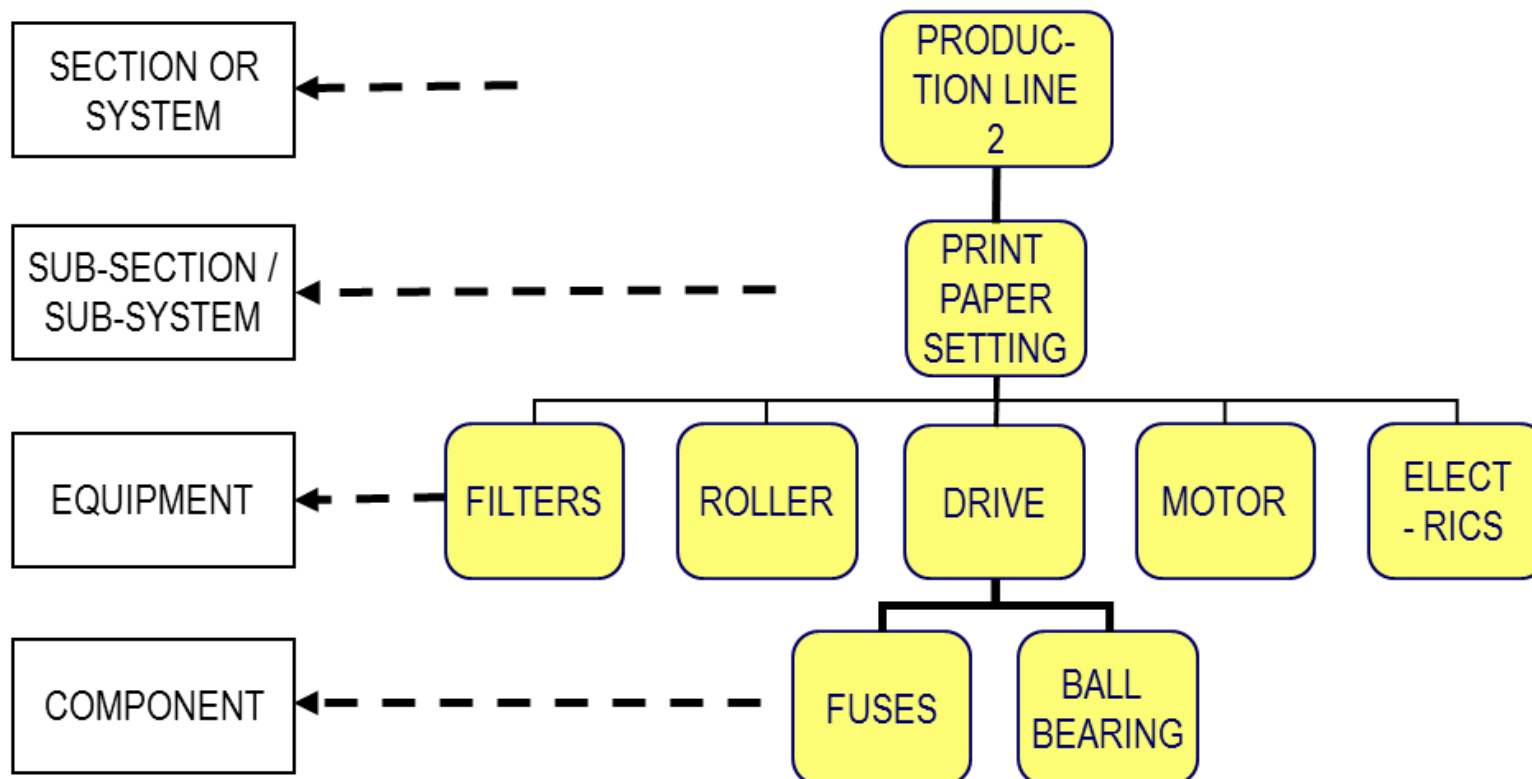 SECTION OR
SYSTEM
PRODUC-
TION LINE
2
SUB-SECTION /
SUB-SYSTEM
PRINT
PAPER
SETTING
EQUIPMENT
FILTERS
ROLLER
DRIVE
MOTOR
ELECT
- RICS
COMPONENT
FUSES
BALL
BEARING